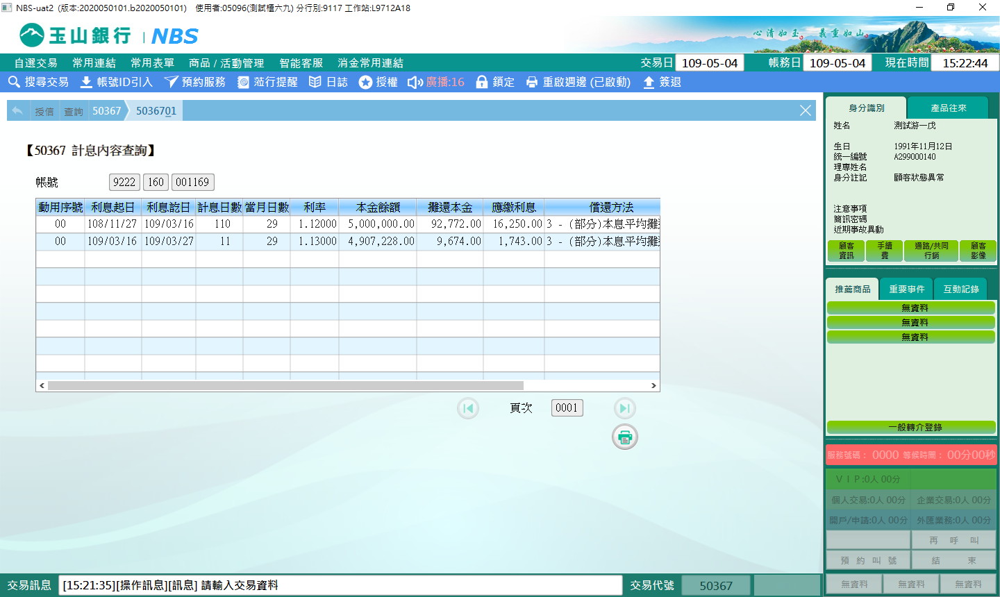 NBS-uat2 (版本:2020050101.b2020050101) 使用者:05096(測試櫃六九) 分行別:9117 工作站:L9712A18
玉山銀行 NBS
心清如玉。義重如山。
自選交易 常用連結 常用表單 商品 / 活動管理 智能客服 消金常用連結 交易日 109-05-04 帳務日 109-05-04 現在時間 15:22:44
搜尋交易 帳號ID引入 預約服務 蒞行提醒 日誌 授權 廣播:16 鎖定 重啟週邊 (已啟動) 簽退
授信 查詢 50367 5036701
【50367 計息內容查詢】
帳號 9222 160 001169
動用序號 利息起日 利息訖日 計息日數 當月日數 利率 本金餘額 攤還本金 應繳利息 償還方法
00 108/11/27 109/03/16 110 29 1.12000 5,000,000.00 92,772.00 16,250.00 3 - (部分)本息平均攤
00 109/03/16 109/03/27 11 29 1.13000 4,907,228.00 9,674.00 1,743.00 3 - (部分)本息平均攤
頁次 0001
身分識別 產品往來
姓名 測試游一戊
生日 1991年11月12日
統一編號 A299000140
理專姓名
身分註記 顧客狀態異常
注意事項
簡訊密碼
近期事故異動
顧客資訊 手續費 通路/共同行銷 顧客影像
推薦商品 重要事件 互動記錄
無資料
無資料
無資料
一般轉介登錄
服務號碼： 0000 等候時間： 00分00秒
ＶＩＰ:0人 00分
個人交易:0人 00分 企業交易:0人 00分
開戶/申請:0人 00分 外匯業務:0人 00分
再 呼 叫
預 約 叫 號 結 束
無資料 無資料 無資料
交易訊息 [15:21:35][操作訊息][訊息] 請輸入交易資料 交易代號 50367